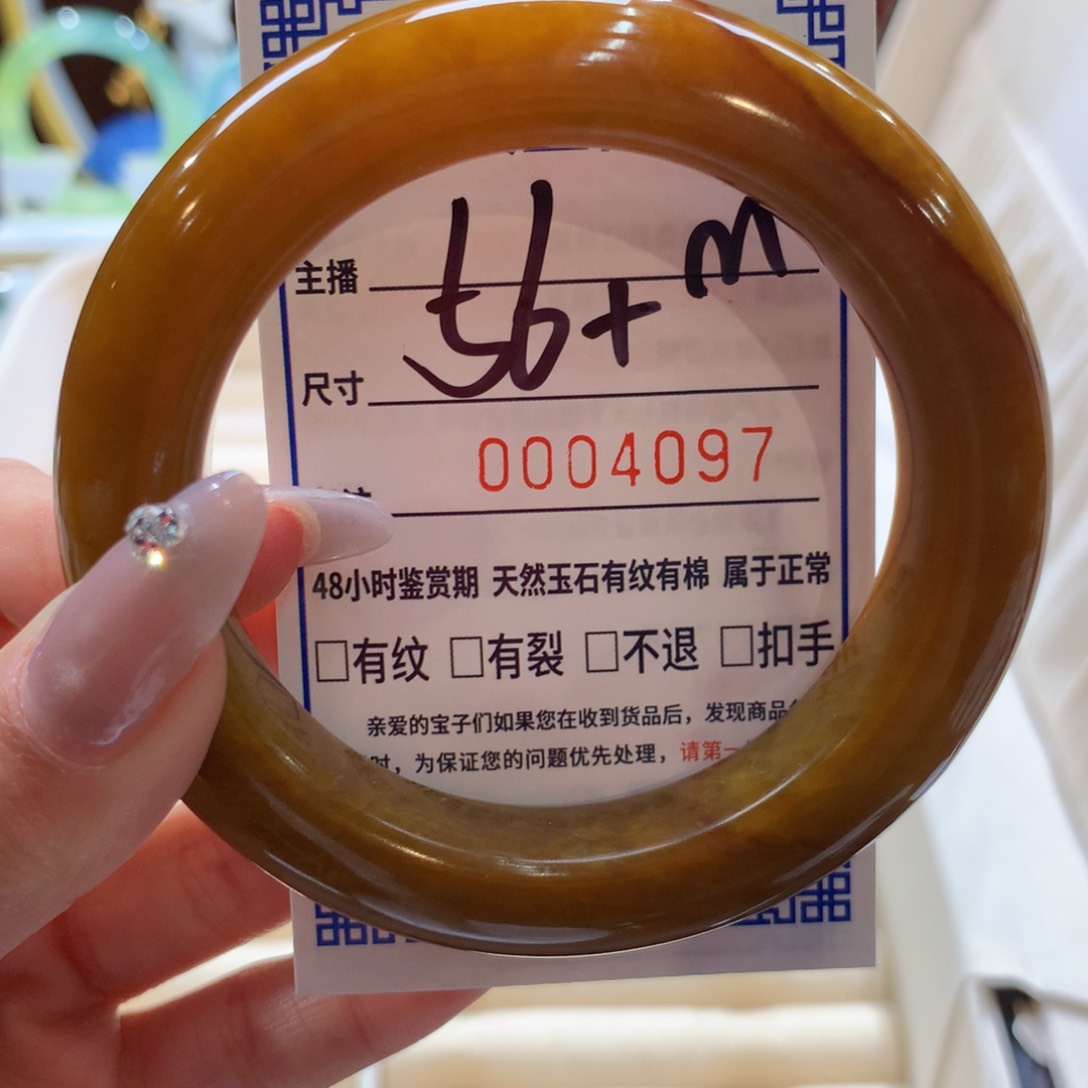 主播 m
尺寸 56+
0004097
48小时鉴赏期 天然玉石有纹有棉 属于正常
□有纹 □有裂 □不退 □扣手
亲爱的宝子们如果您在收到货品后，发现商品
时，为保证您的问题优先处理，请第一